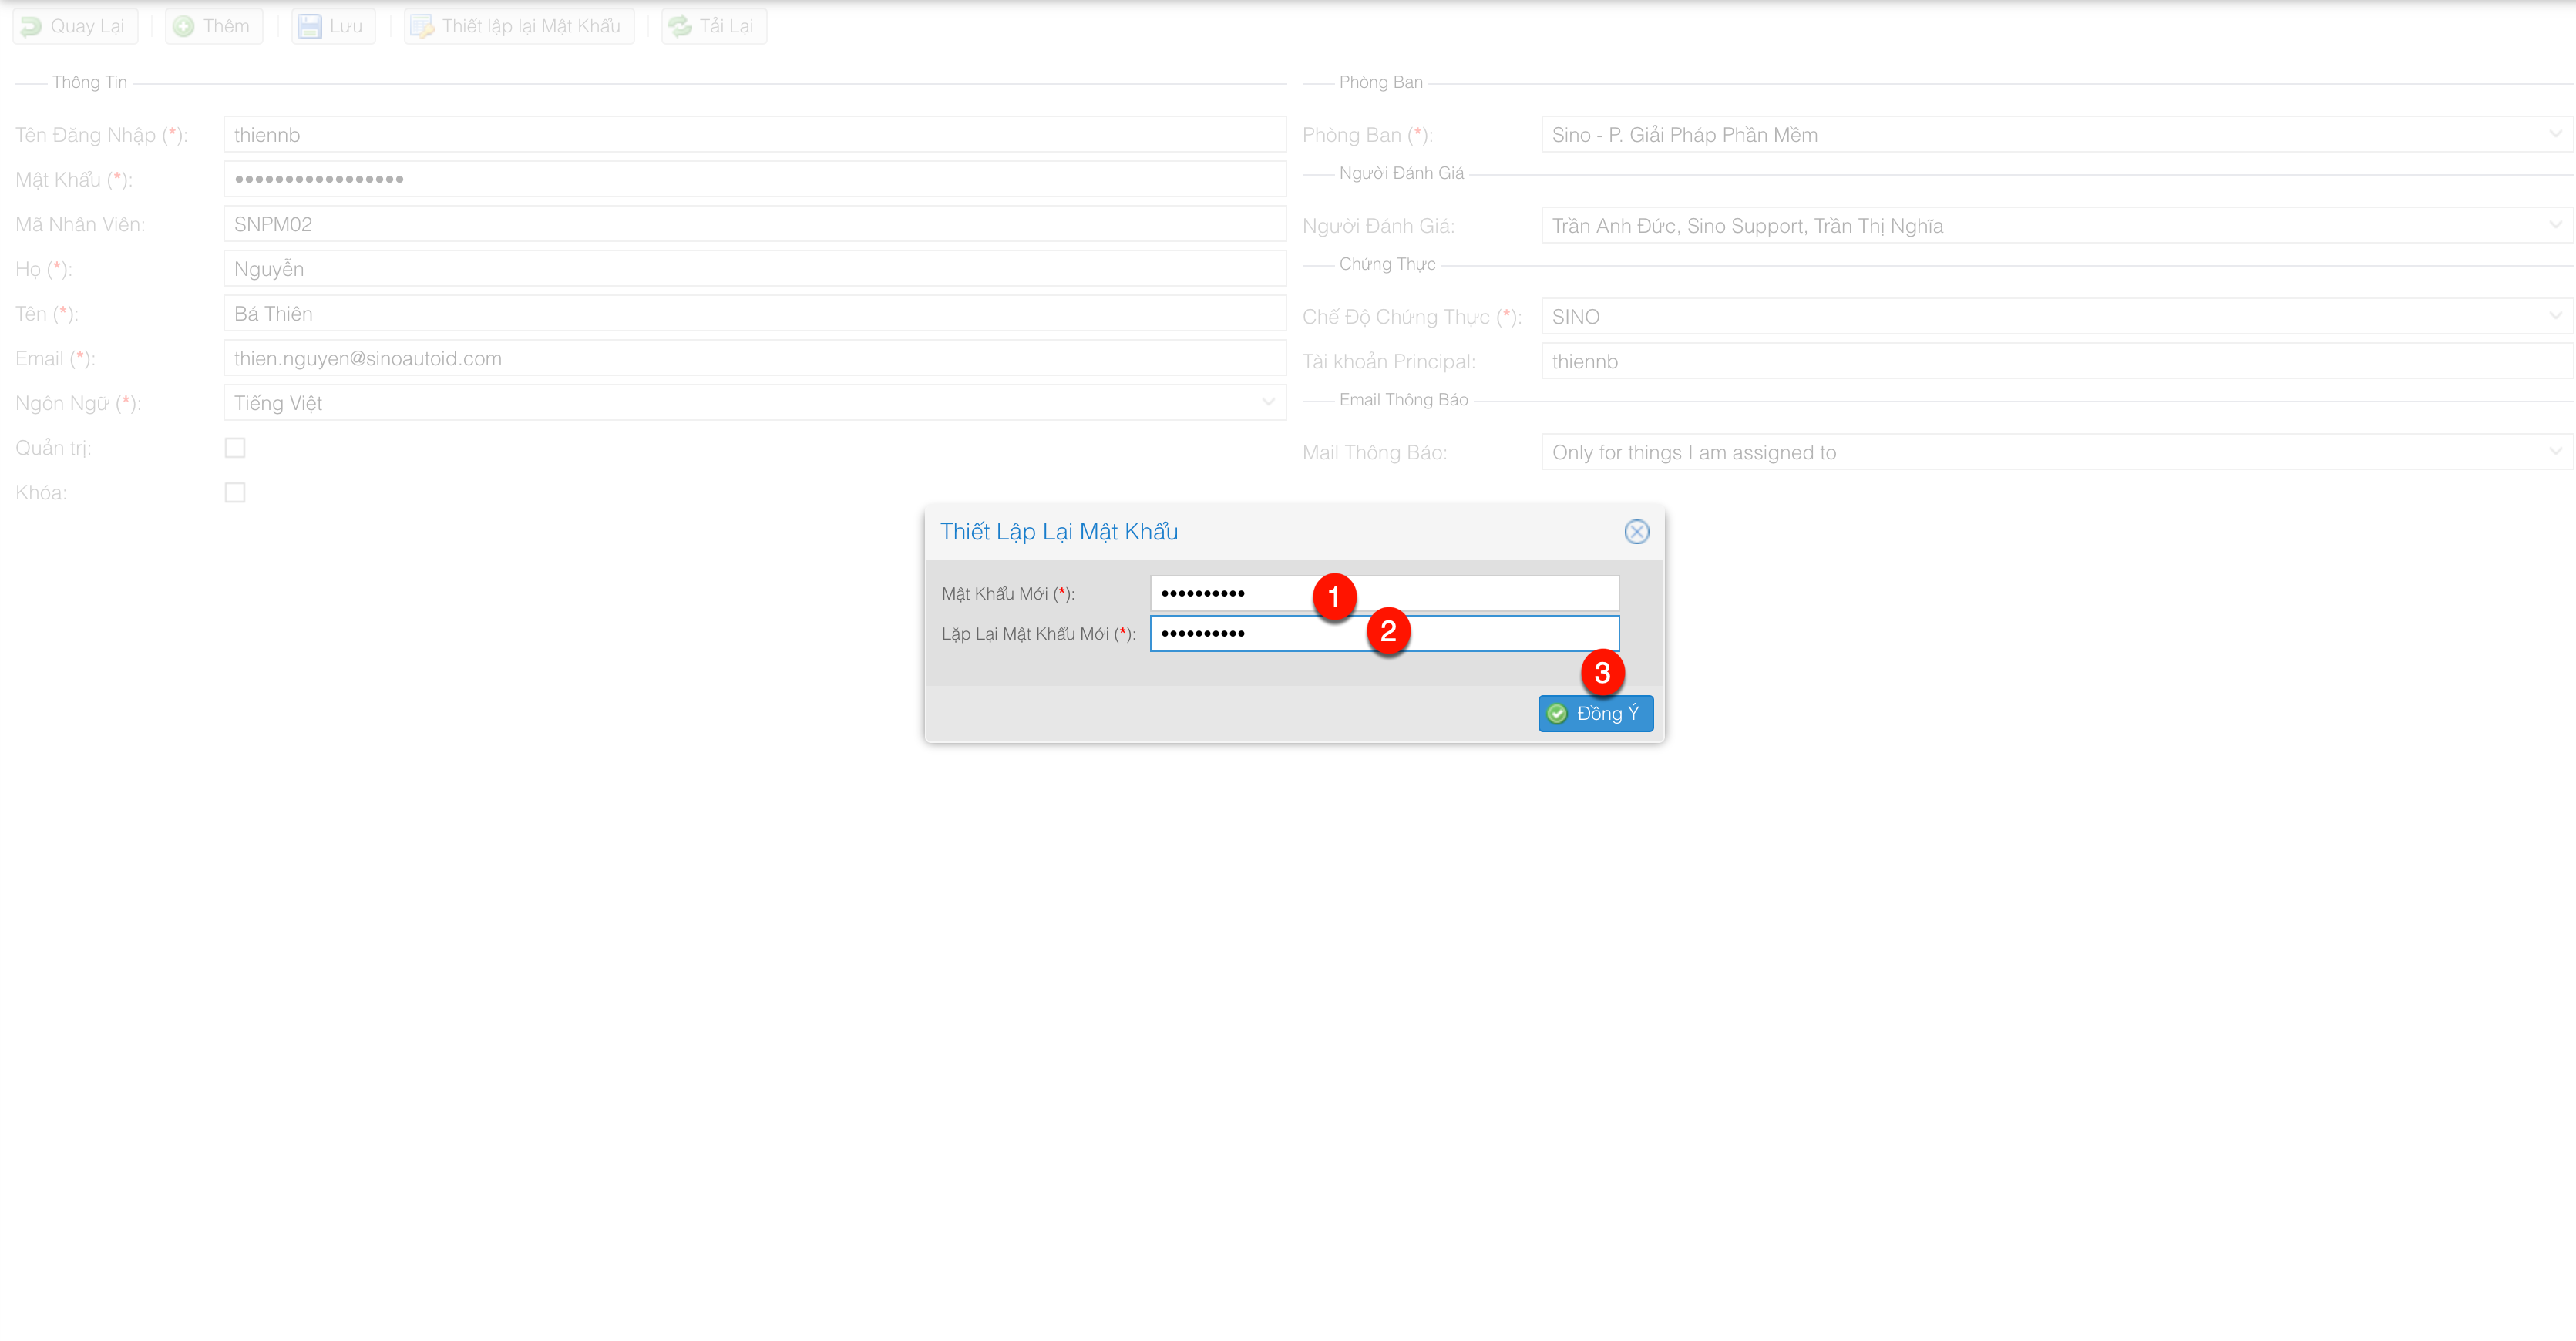 Quay Lại Thêm Lưu Thiết lập lại Mật Khẩu Tải Lại
Thông Tin
Tên Đăng Nhập (*): thiennb
Mật Khẩu (*): •••••••••••••••••
Mã Nhân Viên: SNPM02
Họ (*): Nguyễn
Tên (*): Bá Thiên
Email (*): thien.nguyen@sinoautoid.com
Ngôn Ngữ (*): Tiếng Việt
Quản trị:
Khóa:
Phòng Ban
Phòng Ban (*): Sino - P. Giải Pháp Phần Mềm
Người Đánh Giá
Người Đánh Giá: Trần Anh Đức, Sino Support, Trần Thị Nghĩa
Chứng Thực
Chế Độ Chứng Thực (*): SINO
Tài khoản Principal: thiennb
Email Thông Báo
Mail Thông Báo: Only for things I am assigned to
Thiết Lập Lại Mật Khẩu
Mật Khẩu Mới (*): •••••••••• 1
Lặp Lại Mật Khẩu Mới (*): •••••••••• 2
3
Đồng Ý